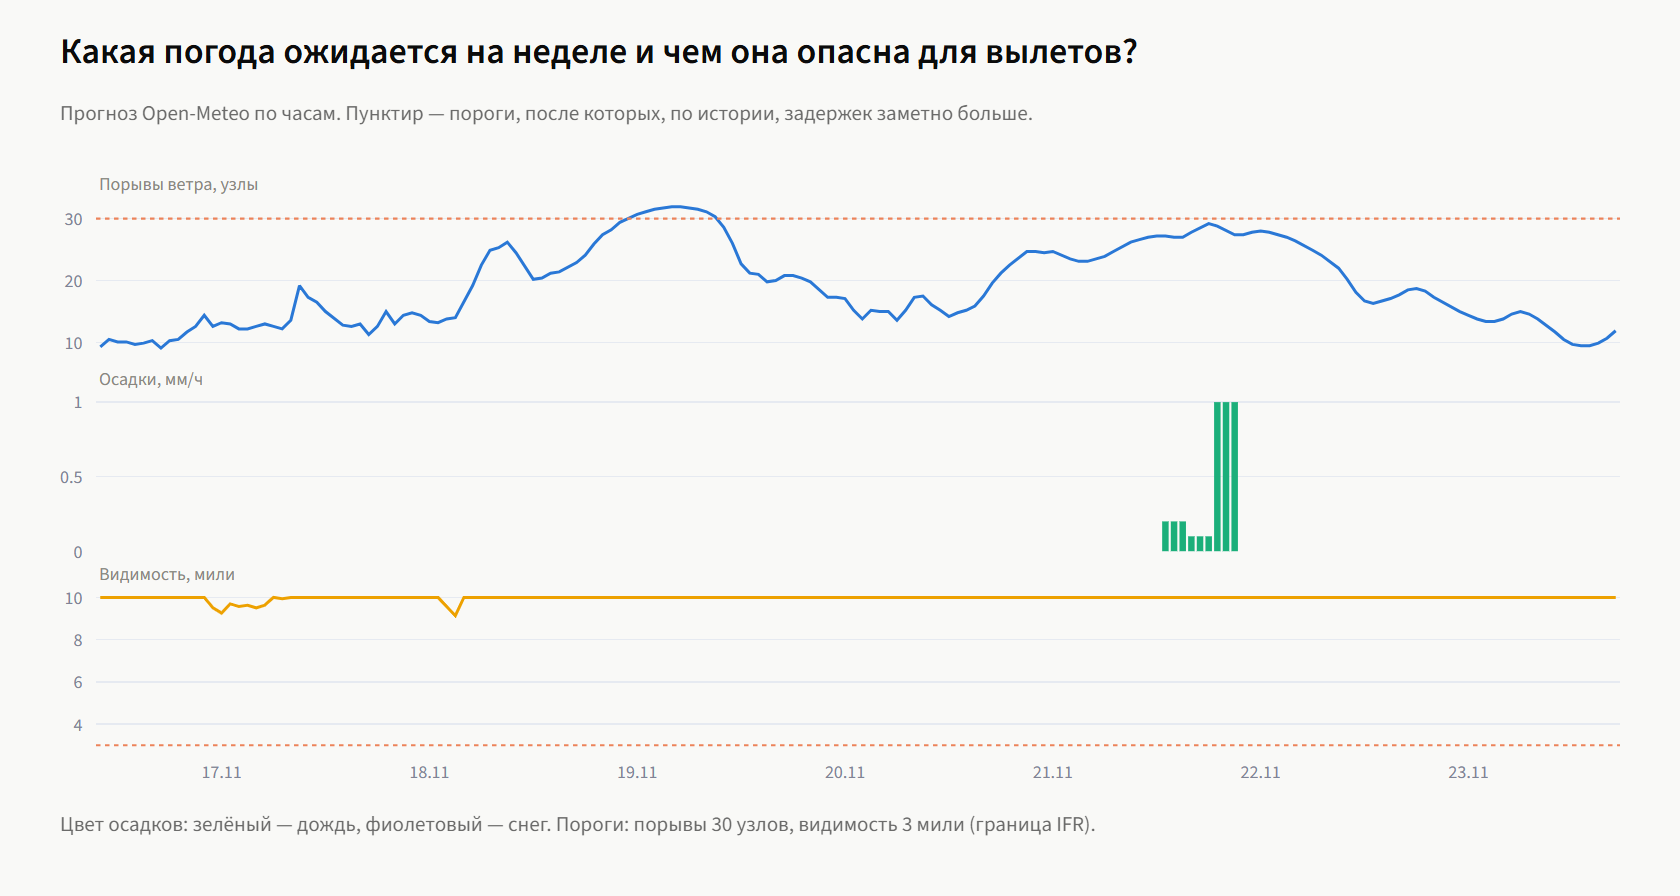 Какая погода ожидается на неделе и чем она опасна для вылетов?
Прогноз Open-Meteo по часам. Пунктир — пороги, после которых, по истории, задержек заметно больше.
Порывы ветра, узлы
30
20
10
Осадки, мм/ч
1
0.5
0
Видимость, мили
10
8
6
4
17.11 18.11 19.11 20.11 21.11 22.11 23.11
Цвет осадков: зелёный — дождь, фиолетовый — снег. Пороги: порывы 30 узлов, видимость 3 мили (граница IFR).